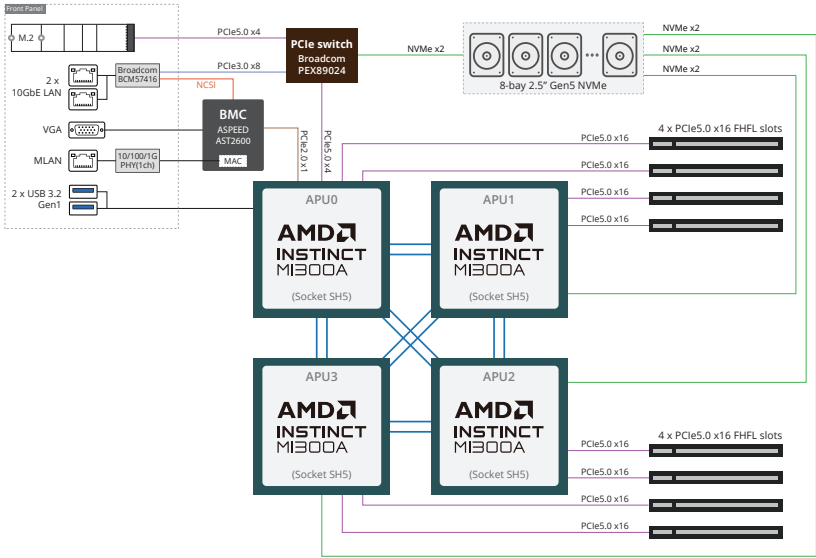 Front Panel
M.2
PCIe5.0 x4
PCIe switch
Broadcom
PEX89024
NVMe x2
8-bay 2.5” Gen5 NVMe
NVMe x2
NVMe x2
NVMe x2
2 x
10GbE LAN
Broadcom
BCM57416
PCIe3.0 x8
NCSI
VGA
BMC
ASPEED
AST2600
MAC
MLAN
10/100/1G
PHY(1ch)
2 x USB 3.2
Gen1
PCIe2.0 x1
PCIe5.0 x4
4 x PCIe5.0 x16 FHFL slots
PCIe5.0 x16
PCIe5.0 x16
PCIe5.0 x16
PCIe5.0 x16
APU0
AMD
INSTINCT
MI300A
(Socket SH5)
APU1
AMD
INSTINCT
MI300A
(Socket SH5)
APU3
AMD
INSTINCT
MI300A
(Socket SH5)
APU2
AMD
INSTINCT
MI300A
(Socket SH5)
4 x PCIe5.0 x16 FHFL slots
PCIe5.0 x16
PCIe5.0 x16
PCIe5.0 x16
PCIe5.0 x16